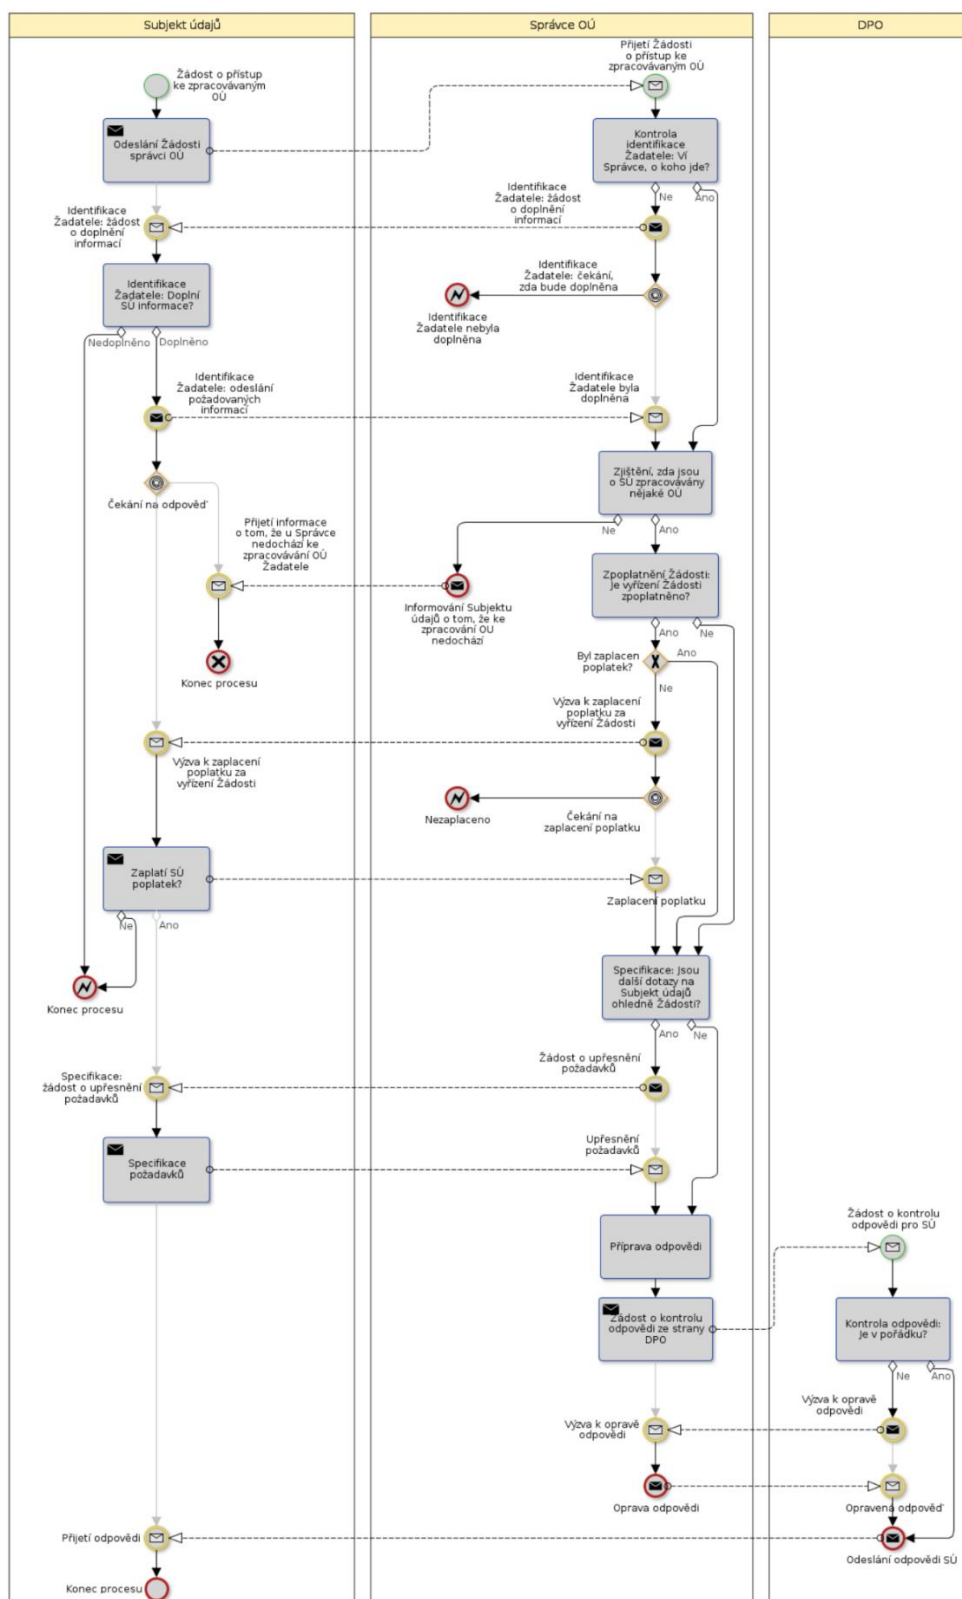 Subjekt údajů
Správce OÚ
DPO
Žádost o přístup
ke zpracovávaným
OÚ
Přijetí Žádosti
o přístup ke
zpracovávaným OÚ
Odeslání Žádosti
správci OÚ
Kontrola
identifikace
Žadatele: Ví
Správce, o koho jde?
Ne
Ano
Identifikace
Žadatele: žádost
o doplnění
informací
Identifikace
Žadatele: žádost
o doplnění
informací
Identifikace
Žadatele: Doplní
SÚ informace?
Nedoplněno
Doplněno
Identifikace
Žadatele: čekání,
zda bude doplněna
Identifikace
Žadatele nebyla
doplněna
Identifikace
Žadatele: odeslání
požadovaných
informací
Identifikace
Žadatele byla
doplněna
Čekání na odpověď
Zjištění, zda jsou
o SÚ zpracovávány
nějaké OÚ
Ne
Ano
Přijetí informace
o tom, že u Správce
nedochází ke
zpracovávání OÚ
Žadatele
Informování Subjektu
údajů o tom, že ke
zpracování OÚ
nedochází
Zpoplatnění Žádosti:
je vyřízení Žádosti
zpoplatněno?
Ano
Ne
Konec procesu
Byl zaplacen
poplatek?
Ano
Ne
Výzva k zaplacení
poplatku za
vyřízení Žádosti
Výzva k zaplacení
poplatku za
vyřízení Žádosti
Nezaplaceno
Čekání na
zaplacení poplatku
Zaplatí SÚ
poplatek?
Ne
Ano
Zaplacení poplatku
Konec procesu
Specifikace: Jsou
další dotazy na
Subjekt údajů
ohledně Žádosti?
Ano
Ne
Specifikace:
žádost o upřesnění
požadavků
Žádost o upřesnění
požadavků
Specifikace
požadavků
Upřesnění
požadavků
Příprava odpovědi
Žádost o kontrolu
odpovědi pro SÚ
Žádost o kontrolu
odpovědi ze strany
DPO
Kontrola odpovědi:
Je v pořádku?
Ne
Ano
Výzva k opravě
odpovědi
Výzva k opravě
odpovědi
Oprava odpovědi
Opravená odpověď
Přijetí odpovědi
Odeslání odpovědi SÚ
Konec procesu